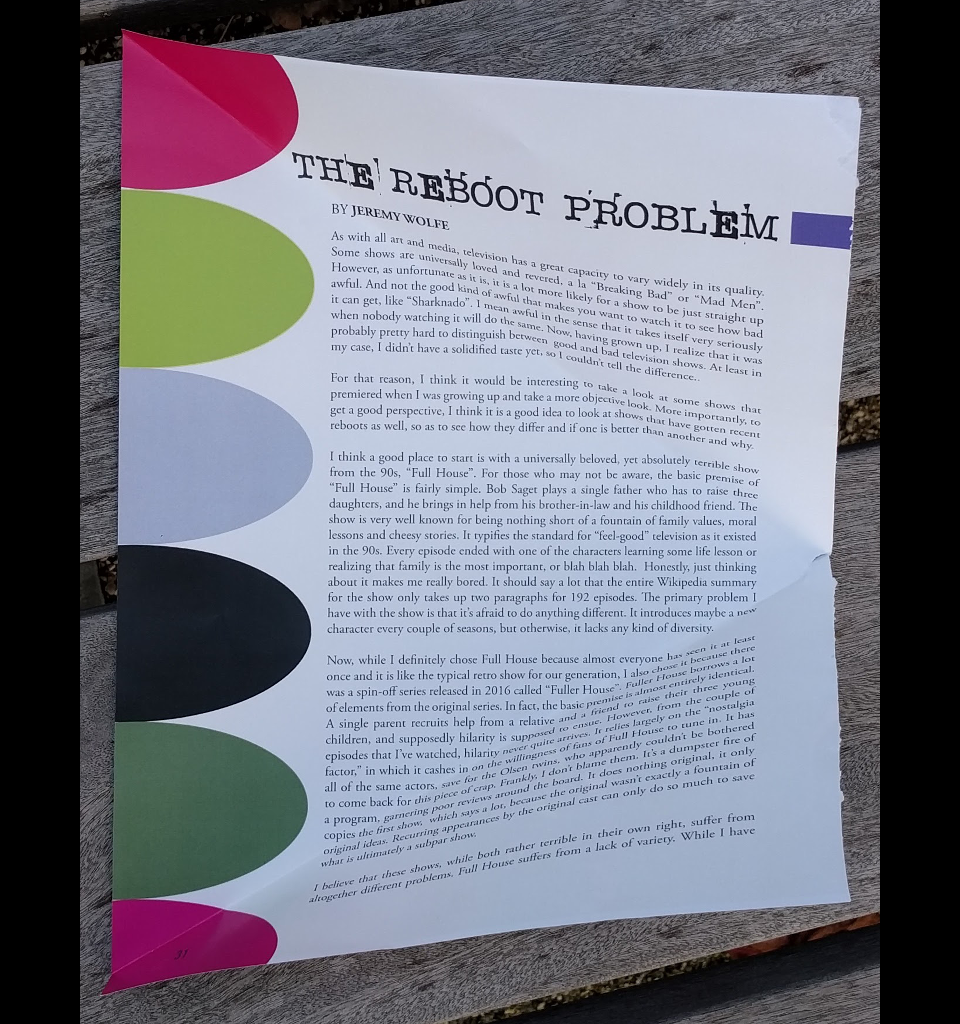 THE REBOOT PROBLEM
BY JEREMY WOLFE
As with all art and media, television has a great capacity to vary widely in its quality.
Some shows are universally loved and revered, a la “Breaking Bad” or “Mad Men”.
However, as unfortunate as it is, it is a lot more likely for a show to be just straight up
awful. And not the good kind of awful that makes you want to watch it to see how bad
it can get, like “Sharknado”. I mean awful in the sense that it takes itself very seriously
when nobody watching it will do the same. Now, having grown up, I realize that it was
probably pretty hard to distinguish between good and bad television shows. At least in
my case, I didn’t have a solidified taste yet, so I couldn’t tell the difference..
For that reason, I think it would be interesting to take a look at some shows that
premiered when I was growing up and take a more objective look. More importantly, to
get a good perspective, I think it is a good idea to look at shows that have gotten recent
reboots as well, so as to see how they differ and if one is better than another and why.
I think a good place to start is with a universally beloved, yet absolutely terrible show
from the 90s, “Full House”. For those who may not be aware, the basic premise of
“Full House” is fairly simple. Bob Saget plays a single father who has to raise three
daughters, and he brings in help from his brother-in-law and his childhood friend. The
show is very well known for being nothing short of a fountain of family values, moral
lessons and cheesy stories. It typifies the standard for “feel-good” television as it existed
in the 90s. Every episode ended with one of the characters learning some life lesson or
realizing that family is the most important, or blah blah blah. Honestly, just thinking
about it makes me really bored. It should say a lot that the entire Wikipedia summary
for the show only takes up two paragraphs for 192 episodes. The primary problem I
have with the show is that it’s afraid to do anything different. It introduces maybe a new
character every couple of seasons, but otherwise, it lacks any kind of diversity.
Now, while I definitely chose Full House because almost everyone has seen it at least
once and it is like the typical retro show for our generation, I also chose it because there
was a spin-off series released in 2016 called “Fuller House”. Fuller House borrows a lot
of elements from the original series. In fact, the basic premise is almost entirely identical.
A single parent recruits help from a relative and a friend to raise their three young
children, and supposedly hilarity is supposed to ensue. However, from the couple of
episodes that I’ve watched, hilarity never quite arrives. It relies largely on the “nostalgia
factor,” in which it cashes in on the willingness of fans of Full House to tune in. It has
all of the same actors, save for the Olsen twins, who apparently couldn’t be bothered
to come back for this piece of crap. Frankly, I don’t blame them. It’s a dumpster fire of
a program, garnering poor reviews around the board. It does nothing original, it only
copies the first show, which says a lot, because the original wasn’t exactly a fountain of
original ideas. Recurring appearances by the original cast can only do so much to save
what is ultimately a subpar show.
I believe that these shows, while both rather terrible in their own right, suffer from
altogether different problems. Full House suffers from a lack of variety. While I have
31